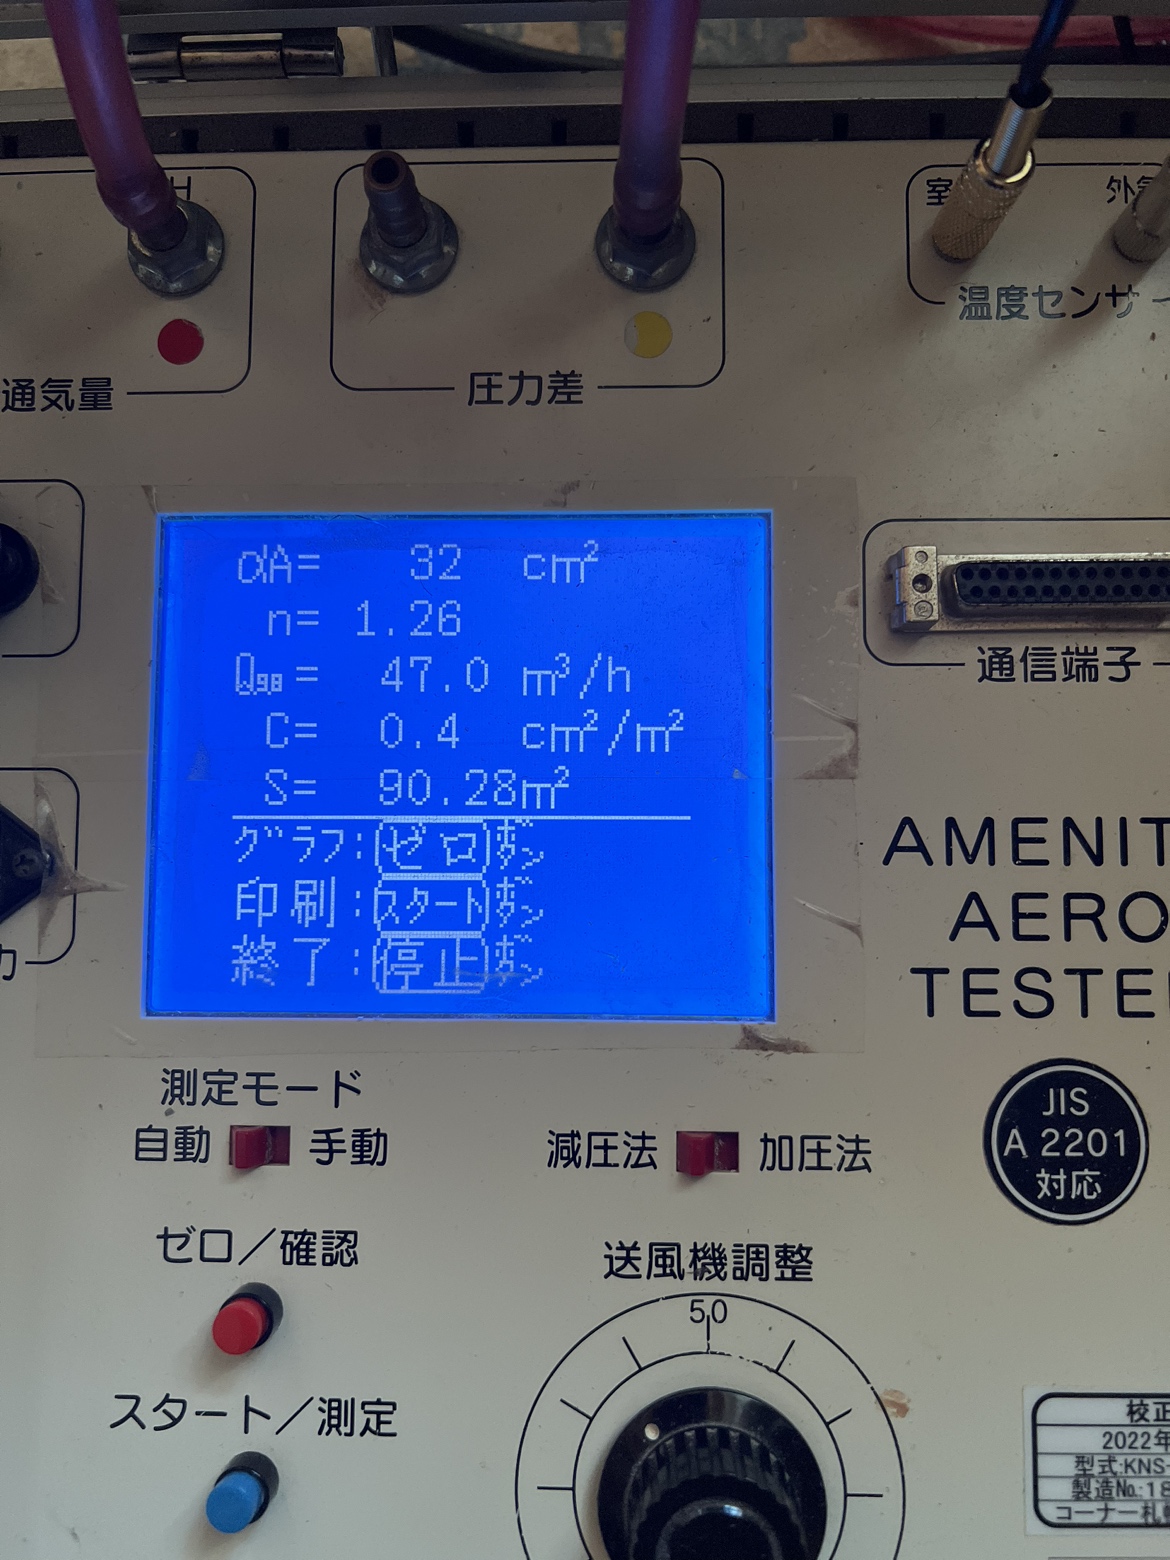 H
通気量
圧力差
室
外気
温度センサ
αA= 32 cm²
n= 1.26
Q₉.₈= 47.0 m³/h
C= 0.4 cm²/m²
S= 90.28m²
グラフ:(ゼロ)ボタン
印刷:(スタート)ボタン
終了:(停止)ボタン
通信端子
力
AMENIT
AERO
TESTE
測定モード
自動 手動
減圧法 加圧法
JIS
A 2201
対応
ゼロ/確認
送風機調整
50
スタート/測定
校正
2022年
型式:KNS-
製造No.:18
コーナー札